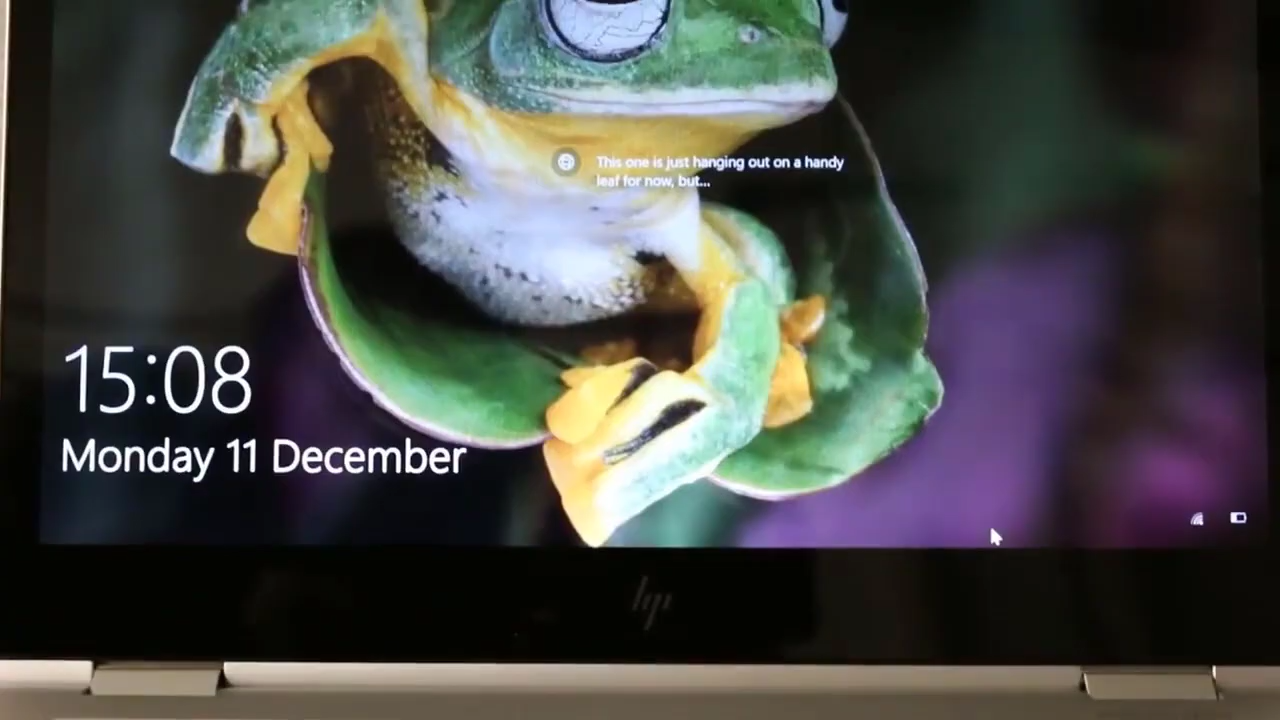 This one is just hanging out on a handy
leaf for now, but...
15:08
Monday 11 December
hp